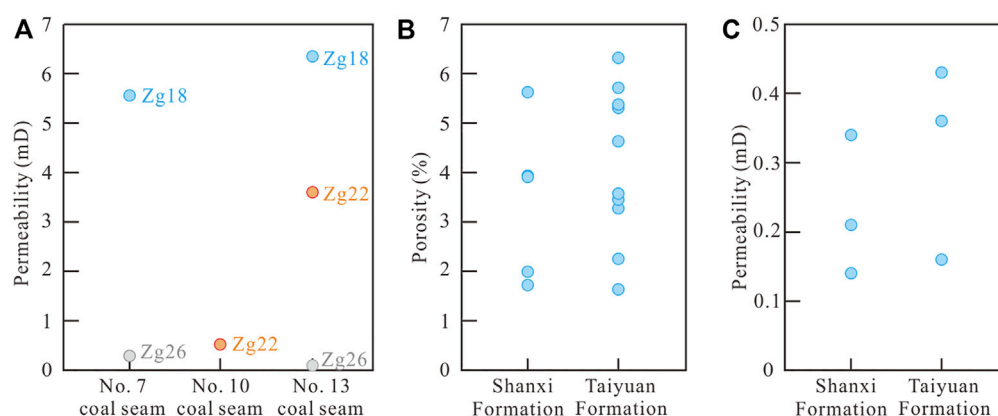 A
Permeability (mD)
7
6
5
4
3
2
1
0
Zg18
Zg18
Zg22
Zg26
Zg22
Zg26
No. 7 coal seam
No. 10 coal seam
No. 13 coal seam
B
Porosity (%)
7
6
5
4
3
2
1
0
Shanxi Formation
Taiyuan Formation
C
Permeability (mD)
0.5
0.4
0.3
0.2
0.1
0
Shanxi Formation
Taiyuan Formation